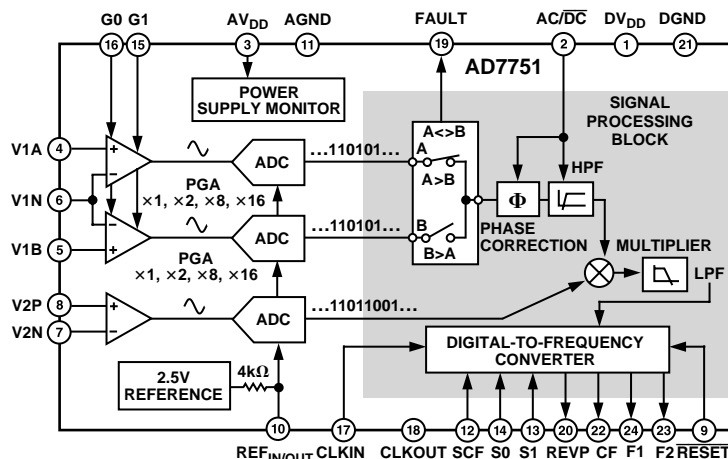 G0 G1 AVDD AGND FAULT AC/DC DVDD DGND
16 15 3 11 19 2 1 21
AD7751
POWER
SUPPLY MONITOR
SIGNAL
PROCESSING
BLOCK
A<>B
V1A 4 + − ADC ...110101... A
A>B
HPF
PGA
×1, ×2, ×8, ×16
V1N 6
Φ
PHASE
CORRECTION
V1B 5 − + ADC ...110101... B
B>A
PGA
×1, ×2, ×8, ×16
MULTIPLIER
LPF
V2P 8 +
V2N 7 −
ADC ...11011001...
DIGITAL-TO-FREQUENCY
CONVERTER
2.5V
REFERENCE
4kΩ
10 17 18 12 14 13 20 22 24 23 9
REFIN/OUT CLKIN CLKOUT SCF S0 S1 REVP CF F1 F2 RESET